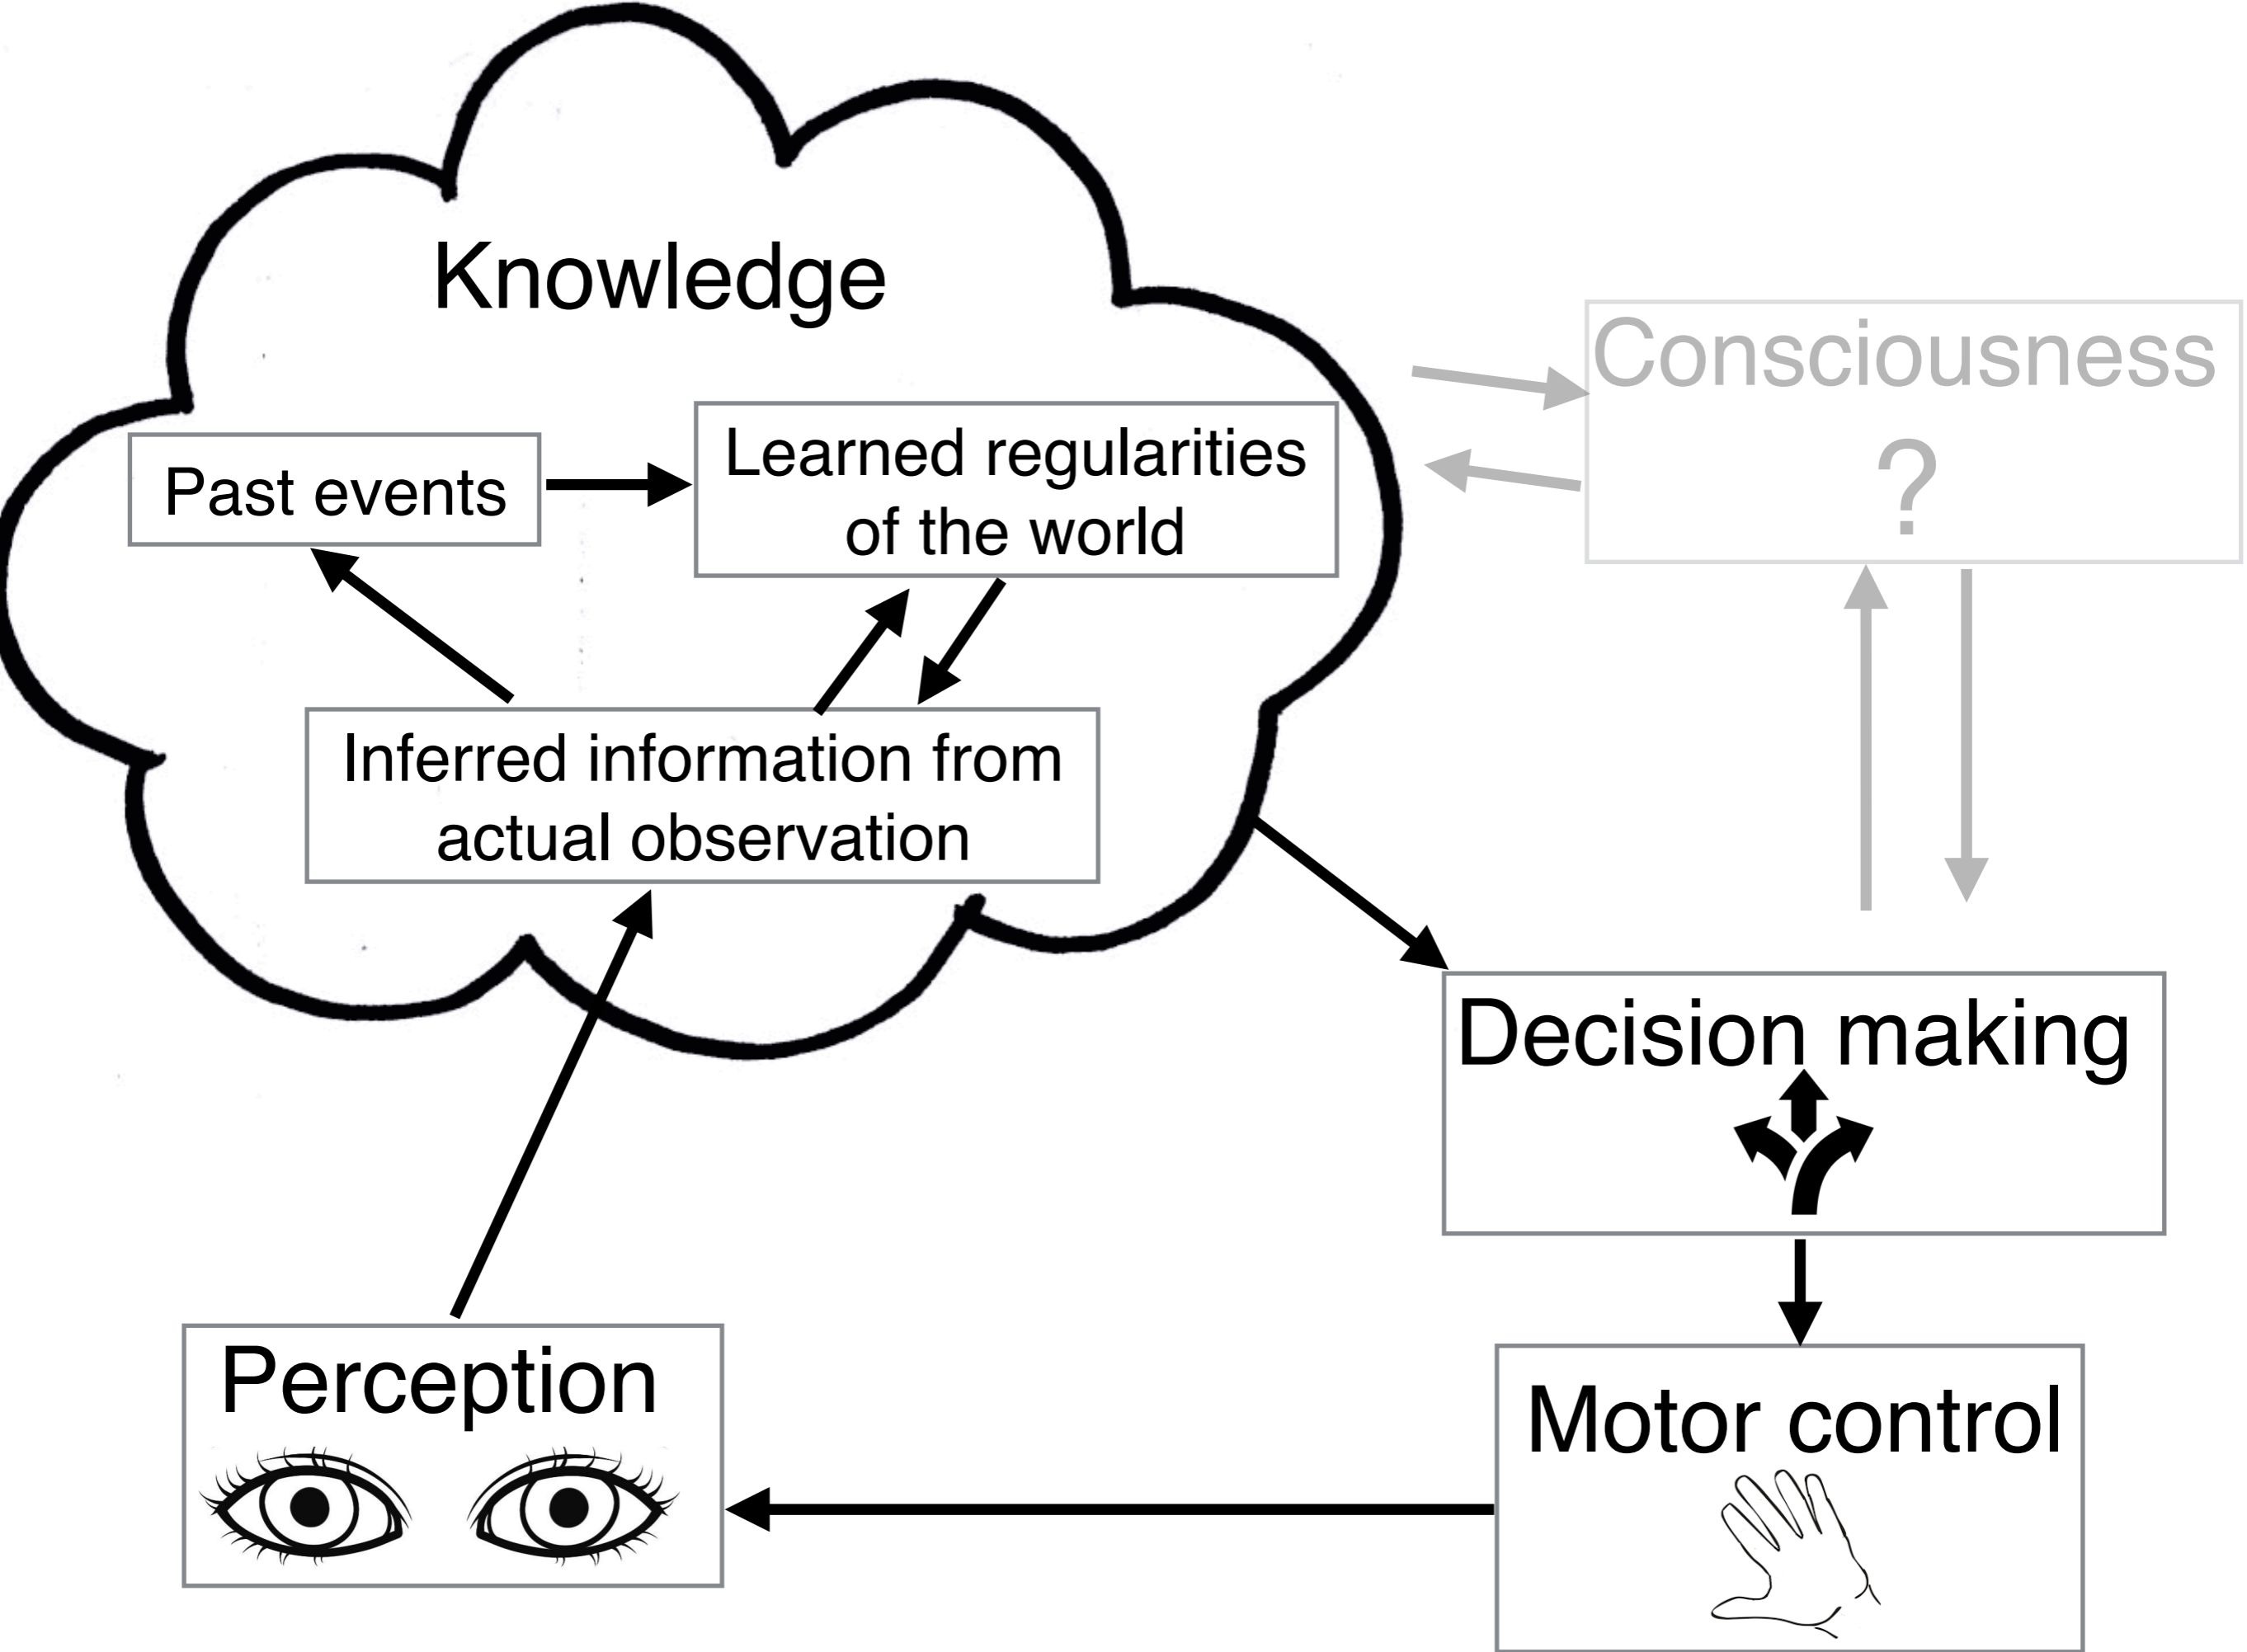 Knowledge
Consciousness
?
Past events
Learned regularities
of the world
Inferred information from
actual observation
Decision making
Perception
Motor control